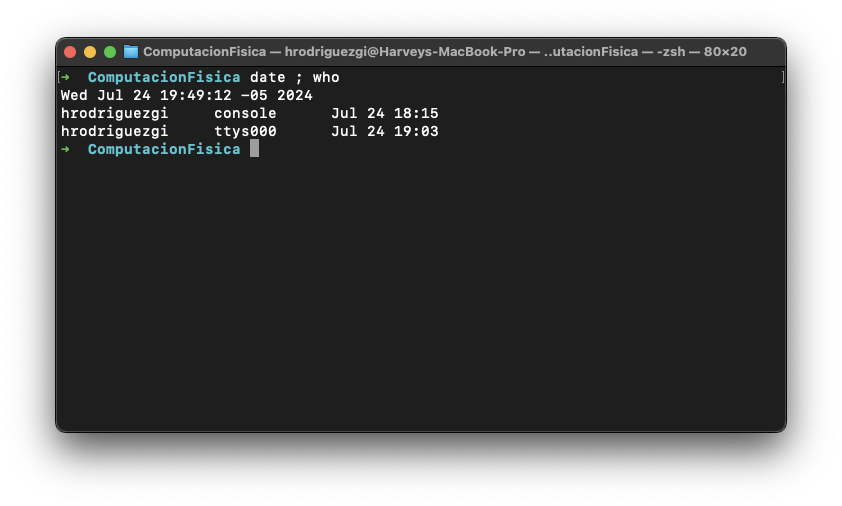 ComputacionFisica — hrodriguezgi@Harveys-MacBook-Pro — ..utacionFisica — -zsh — 80×20
[➜  ComputacionFisica date ; who ]
Wed Jul 24 19:49:12 -05 2024
hrodriguezgi     console      Jul 24 18:15
hrodriguezgi     ttys000      Jul 24 19:03
➜  ComputacionFisica